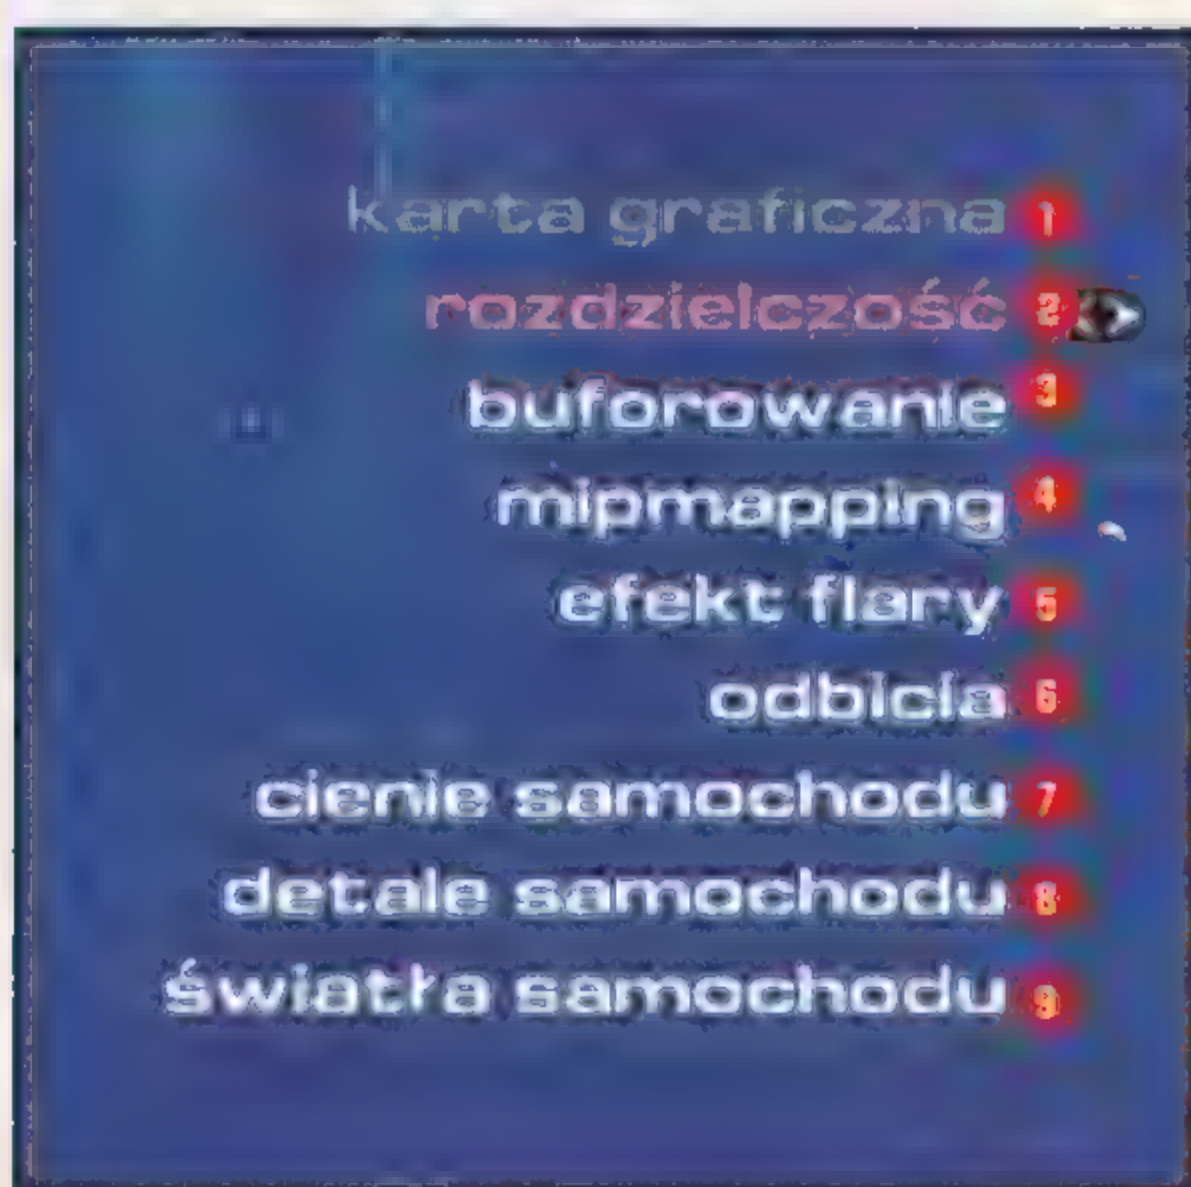 karta graficzna 1
rozdzielczość 2
buforowanie 3
mipmapping 4
efekt flary 5
odbicia 6
cienie samochodu 7
detale samochodu 8
światła samochodu 9